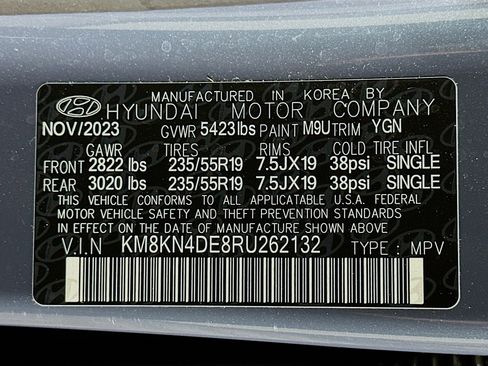 MANUFACTURED IN KOREA BY
HYUNDAI MOTOR COMPANY
NOV/2023 GVWR 5423lbs PAINT M9U TRIM YGN
GAWR TIRES RIMS COLD TIRE INFL
FRONT 2822 lbs 235/55R19 7.5JX19 38psi SINGLE
REAR 3020 lbs 235/55R19 7.5JX19 38psi SINGLE
THIS VEHICLE CONFORMS TO ALL APPLICABLE U.S.A. FEDERAL
MOTOR VEHICLE SAFETY AND THEFT PREVENTION STANDARDS
IN EFFECT ON THE DATE OF MANUFACTURE SHOWN ABOVE.
V.I.N KM8KN4DE8RU262132 TYPE : MPV